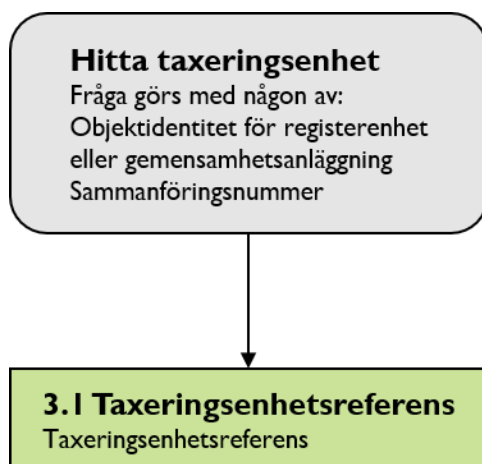 Hitta taxeringsenhet
Fråga görs med någon av:
Objektidentitet för registerenhet
eller gemensamhetsanläggning
Sammanföringsnummer
3.1 Taxeringsenhetsreferens
Taxeringsenhetsreferens